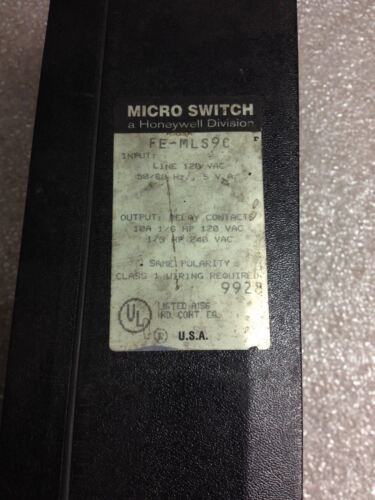 MICRO SWITCH
a Honeywell Division
FE-MLS9C
INPUT:
LINE 120 VAC
50/60 Hz, 5 V.A.
OUTPUT: RELAY CONTACTS
10A 1/6 HP 120 VAC
1/3 HP 240 VAC
SAME POLARITY
CLASS 1 WIRING REQUIRED
9928
UL
LISTED A156
IND. CONT. EQ.
U.S.A.